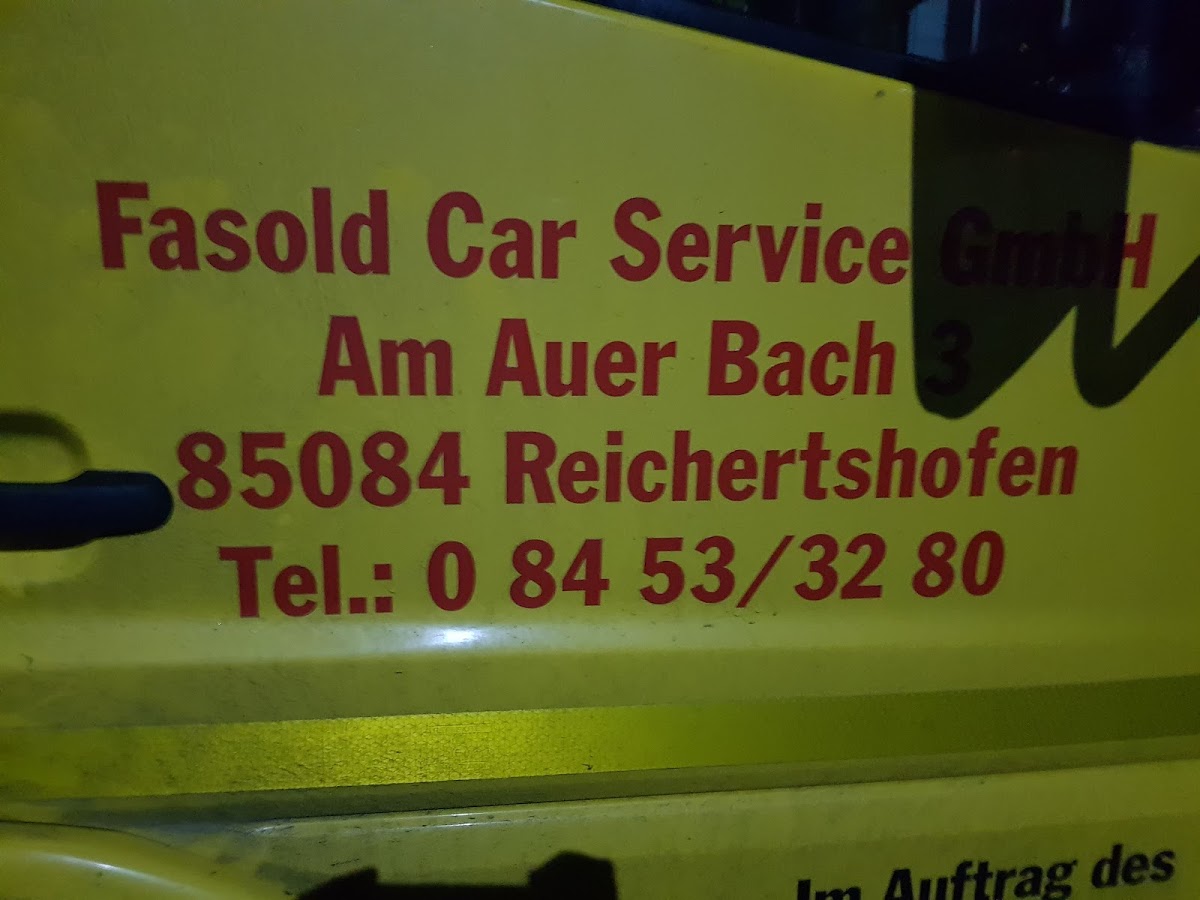 Fasold Car Service GmbH
Am Auer Bach 3
85084 Reichertshofen
Tel.: 0 84 53/32 80
Im Auftrag des